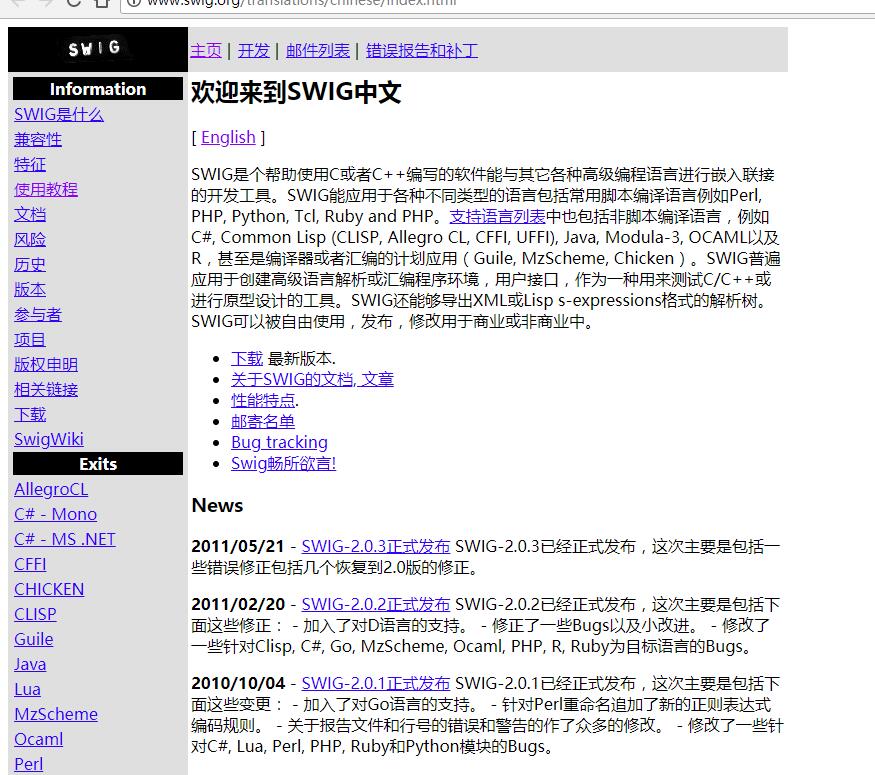 www.swig.org/translations/chinese/index.html
SWIG
主页 | 开发 | 邮件列表 | 错误报告和补丁
Information
SWIG是什么
兼容性
特征
使用教程
文档
风险
历史
版本
参与者
项目
版权申明
相关链接
下载
SwigWiki
Exits
AllegroCL
C# - Mono
C# - MS .NET
CFFI
CHICKEN
CLISP
Guile
Java
Lua
MzScheme
Ocaml
Perl
欢迎来到SWIG中文
[ English ]
SWIG是个帮助使用C或者C++编写的软件能与其它各种高级编程语言进行嵌入联接
的开发工具。SWIG能应用于各种不同类型的语言包括常用脚本编译语言例如Perl,
PHP, Python, Tcl, Ruby and PHP。支持语言列表中也包括非脚本编译语言，例如
C#, Common Lisp (CLISP, Allegro CL, CFFI, UFFI), Java, Modula-3, OCAML以及
R，甚至是编译器或者汇编的计划应用（Guile, MzScheme, Chicken）。SWIG普遍
应用于创建高级语言解析或汇编程序环境，用户接口，作为一种用来测试C/C++或
进行原型设计的工具。SWIG还能够导出XML或Lisp s-expressions格式的解析树。
SWIG可以被自由使用，发布，修改用于商业或非商业中。
下载 最新版本.
关于SWIG的文档, 文章
性能特点.
邮寄名单
Bug tracking
Swig畅所欲言!
News
2011/05/21 - SWIG-2.0.3正式发布 SWIG-2.0.3已经正式发布，这次主要是包括一
些错误修正包括几个恢复到2.0版的修正。
2011/02/20 - SWIG-2.0.2正式发布 SWIG-2.0.2已经正式发布，这次主要是包括下
面这些修正： - 加入了对D语言的支持。 - 修正了一些Bugs以及小改进。 - 修改了
一些针对Clisp, C#, Go, MzScheme, Ocaml, PHP, R, Ruby为目标语言的Bugs。
2010/10/04 - SWIG-2.0.1正式发布 SWIG-2.0.1已经正式发布，这次主要是包括下
面这些变更： - 加入了对Go语言的支持。 - 针对Perl重命名追加了新的正则表达式
编码规则。 - 关于报告文件和行号的错误和警告的作了众多的修改。 - 修改了一些针
对C#, Lua, Perl, PHP, Ruby和Python模块的Bugs。